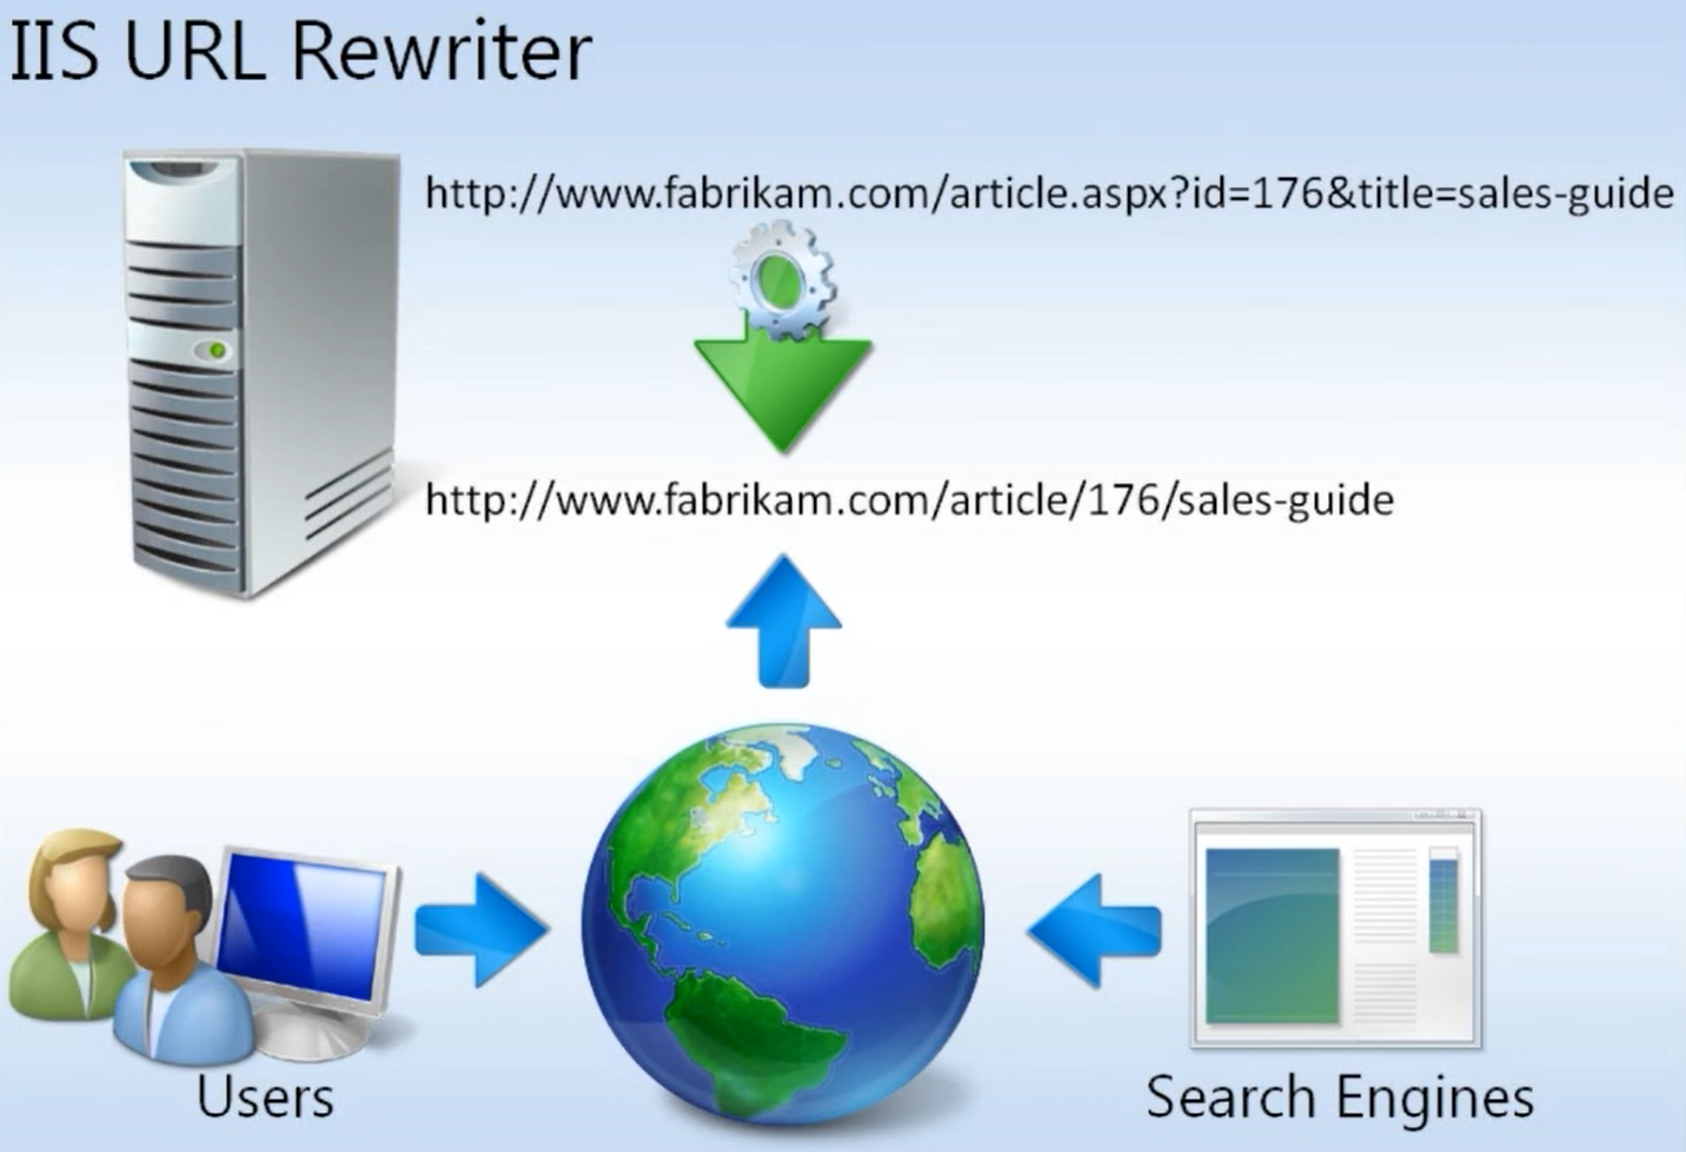 IIS URL Rewriter
http://www.fabrikam.com/article.aspx?id=176&title=sales-guide
http://www.fabrikam.com/article/176/sales-guide
Users
Search Engines